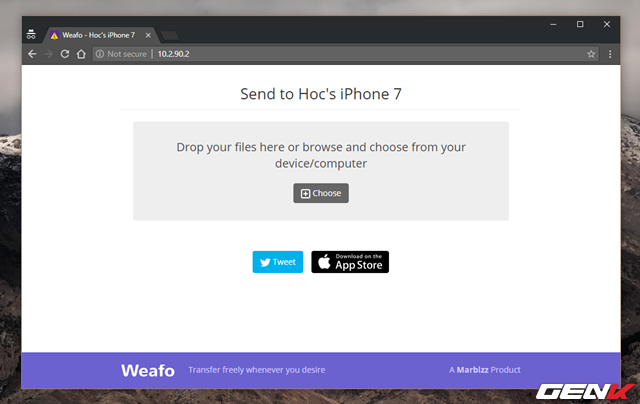 Weafo - Hoc's iPhone 7
Not secure
10.2.90.2
Send to Hoc's iPhone 7
Drop your files here or browse and choose from your
device/computer
Choose
Tweet
Download on the
App Store
Weafo
Transfer freely whenever you desire
A Marbizz Product
GENK